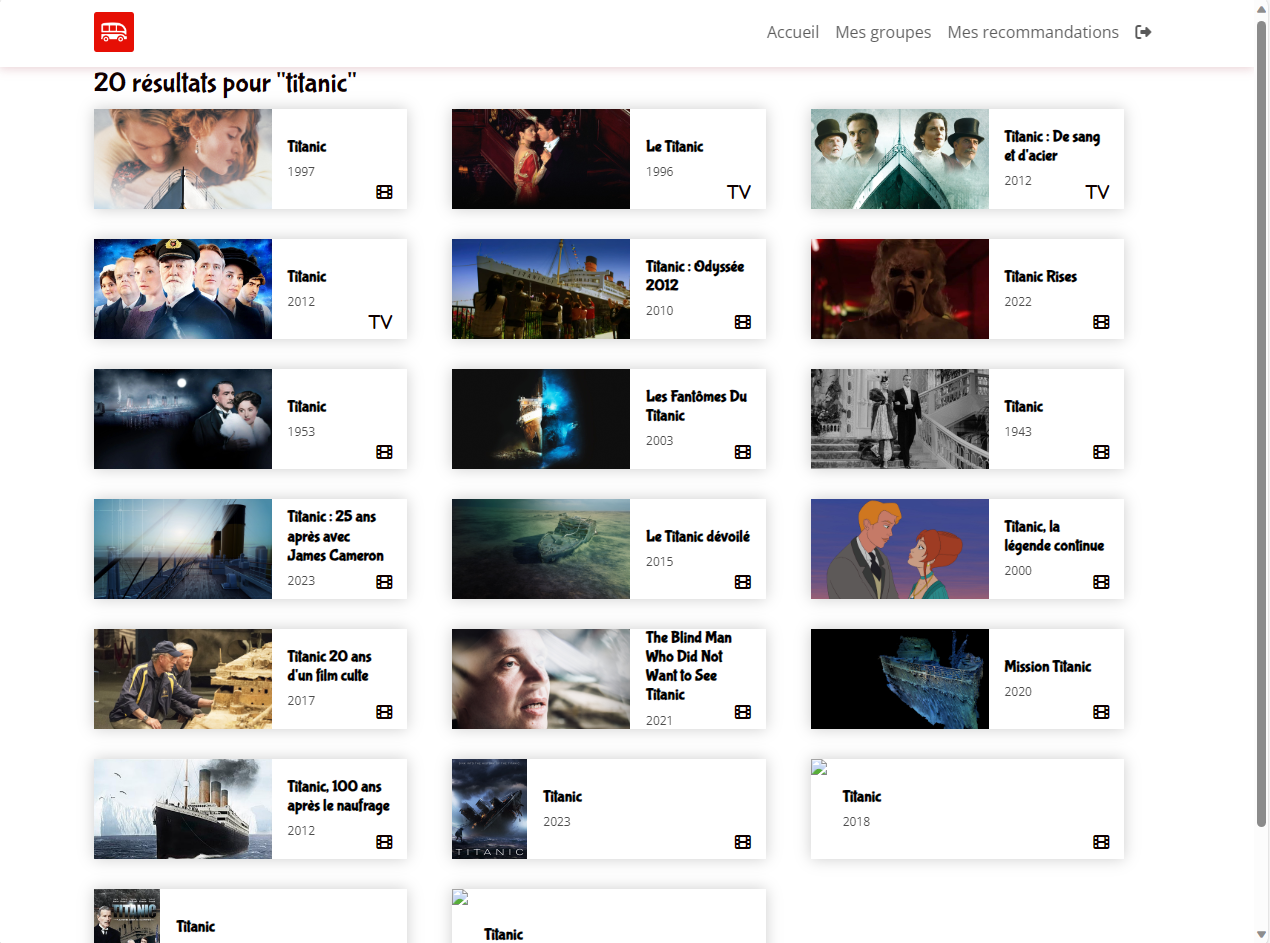 Accueil Mes groupes Mes recommandations
20 résultats pour "titanic"
Titanic
1997
Le Titanic
1996
TV
Titanic : De sang
et d'acier
2012
TV
Titanic
2012
TV
Titanic : Odyssée
2012
2010
Titanic Rises
2022
Titanic
1953
Les Fantômes Du
Titanic
2003
Titanic
1943
Titanic : 25 ans
après avec
James Cameron
2023
Le Titanic dévoilé
2015
Titanic, la
légende continue
2000
Titanic 20 ans
d'un film culte
2017
The Blind Man
Who Did Not
Want to See
Titanic
2021
Mission Titanic
2020
Titanic, 100 ans
après le naufrage
2012
TITANIC
Titanic
2023
Titanic
2018
TITANIC
Titanic
Titanic